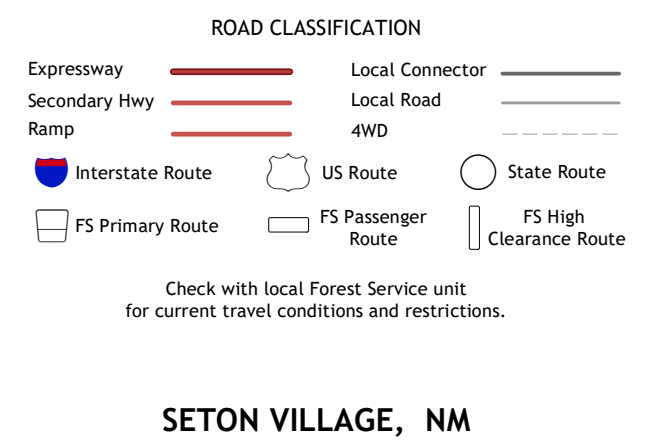 ROAD CLASSIFICATION
Expressway
Local Connector
Secondary Hwy
Local Road
Ramp
4WD
Interstate Route
US Route
State Route
FS Primary Route
FS Passenger
Route
FS High
Clearance Route
Check with local Forest Service unit
for current travel conditions and restrictions.
SETON VILLAGE, NM